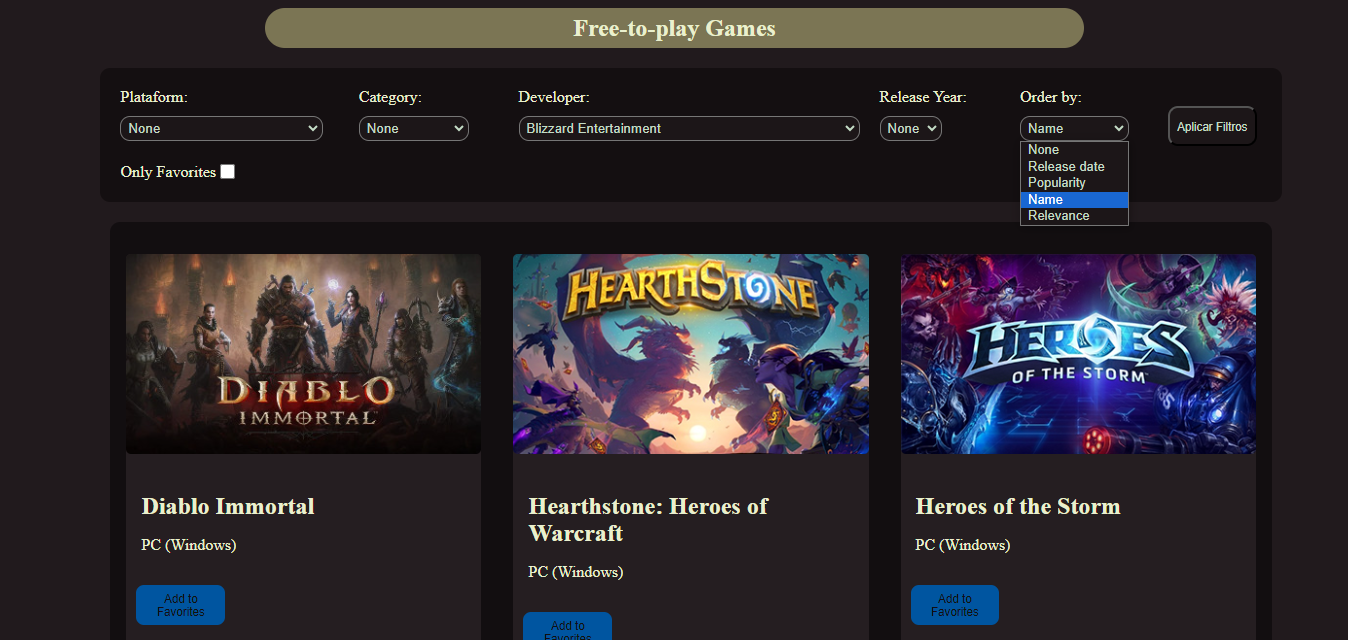 Free-to-play Games
Plataform:
Category:
Developer:
Release Year:
Order by:
None
None
Blizzard Entertainment
None
Name
Aplicar Filtros
None
Release date
Popularity
Name
Relevance
Only Favorites
DIABLO
IMMORTAL
HEARTHSTONE
HEROES
OF THE STORM
Diablo Immortal
Hearthstone: Heroes of
Warcraft
Heroes of the Storm
PC (Windows)
PC (Windows)
PC (Windows)
Add to
Favorites
Add to
Favorites
Add to
Favorites